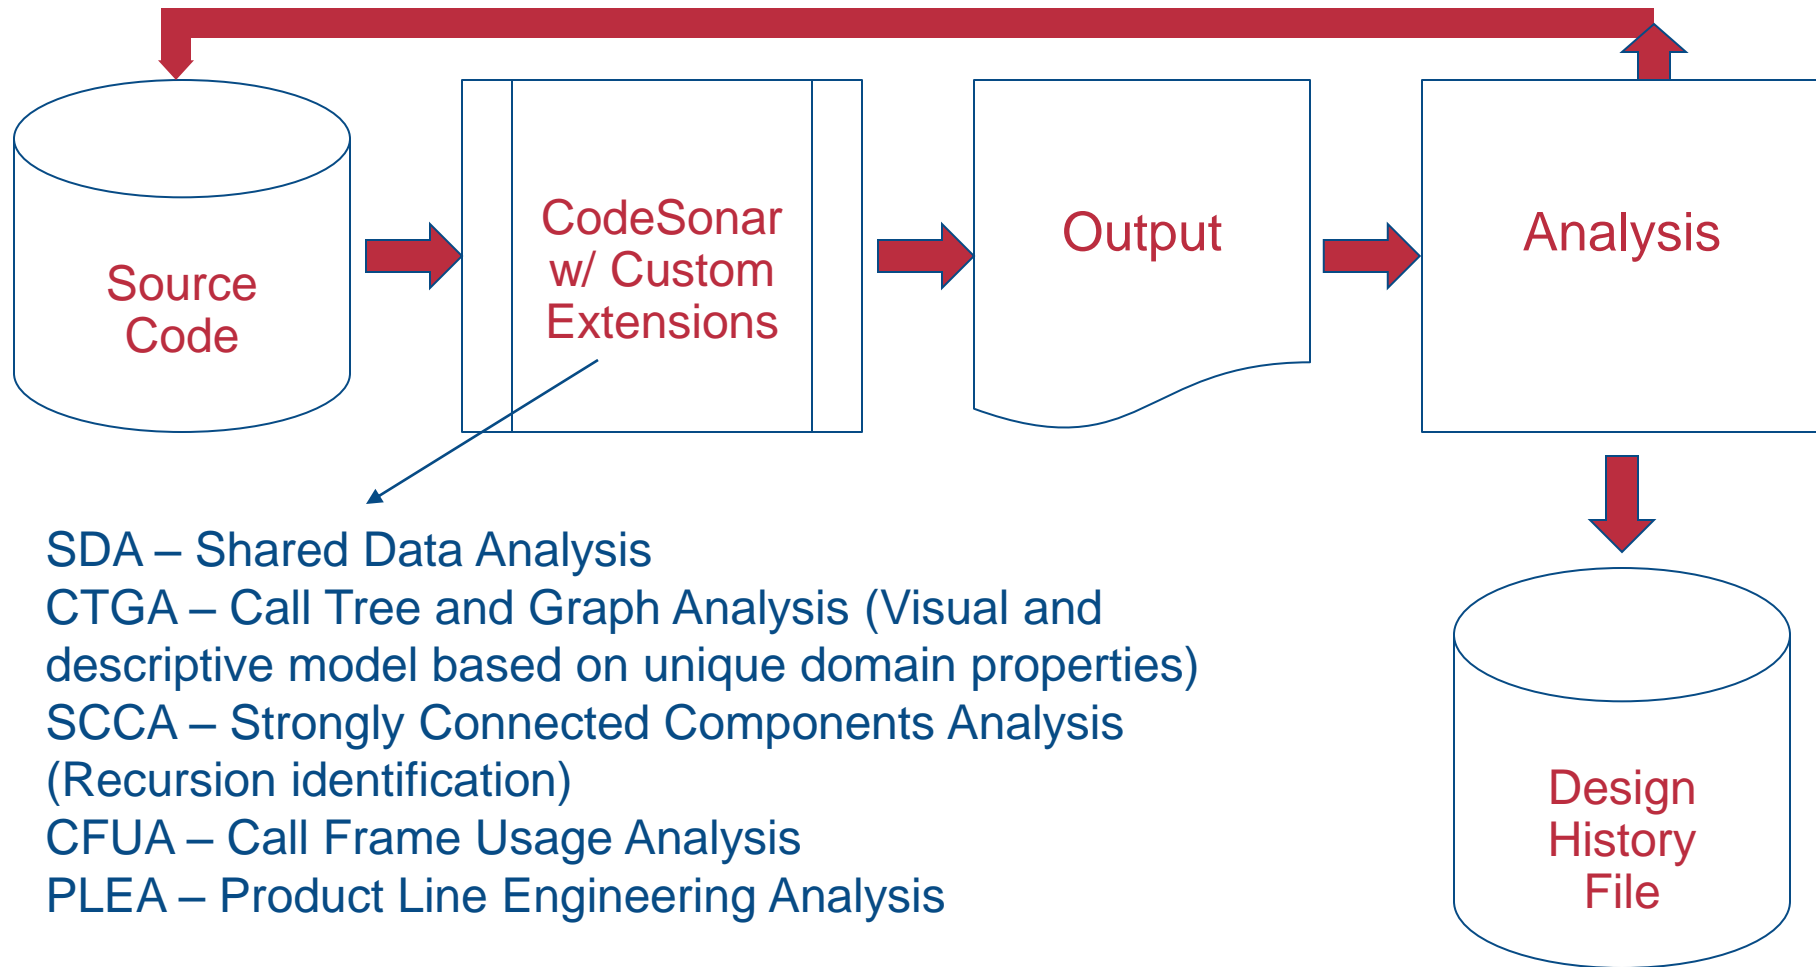 Source
Code
CodeSonar
w/ Custom
Extensions
Output
Analysis
SDA – Shared Data Analysis
CTGA – Call Tree and Graph Analysis (Visual and
descriptive model based on unique domain properties)
SCCA – Strongly Connected Components Analysis
(Recursion identification)
CFUA – Call Frame Usage Analysis
PLEA – Product Line Engineering Analysis
Design
History
File